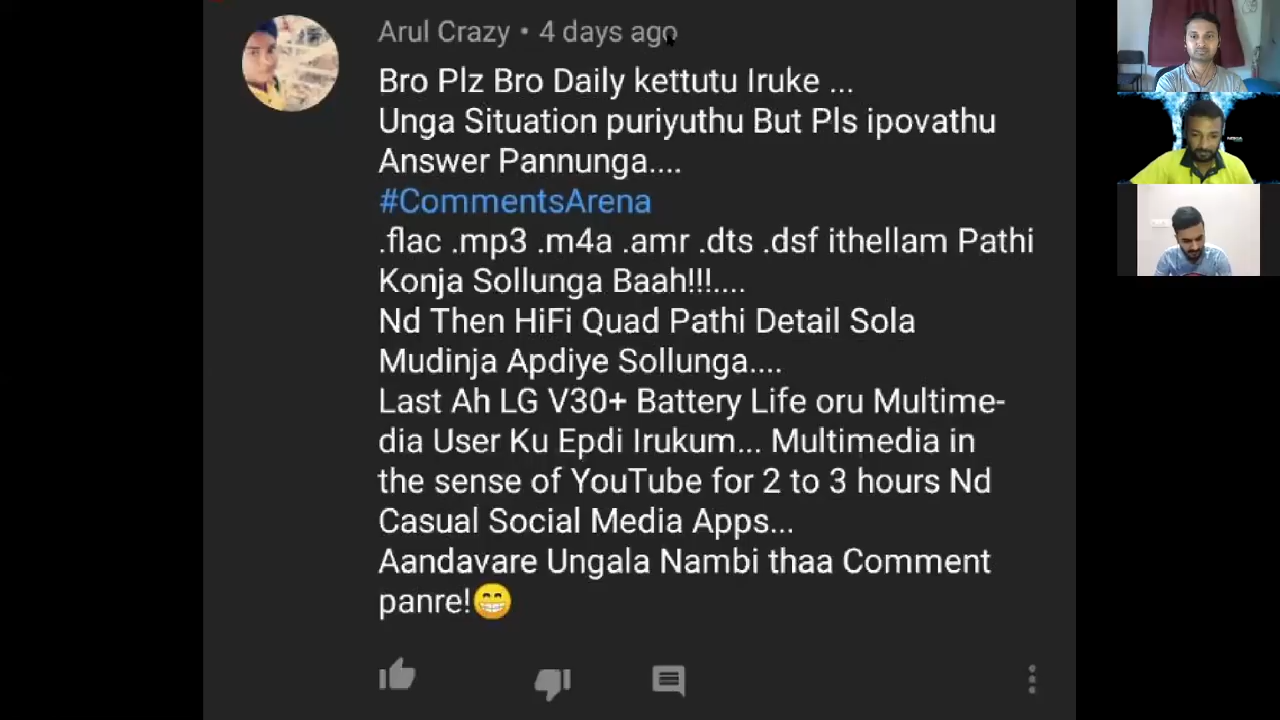 Arul Crazy • 4 days ago
Bro Plz Bro Daily kettutu Iruke ...
Unga Situation puriyuthu But Pls ipovathu
Answer Pannunga....
#CommentsArena
.flac .mp3 .m4a .amr .dts .dsf ithellam Pathi
Konja Sollunga Baah!!!....
Nd Then HiFi Quad Pathi Detail Sola
Mudinja Apdiye Sollunga....
Last Ah LG V30+ Battery Life oru Multime-
dia User Ku Epdi Irukum... Multimedia in
the sense of YouTube for 2 to 3 hours Nd
Casual Social Media Apps...
Aandavare Ungala Nambi thaa Comment
panre!😁